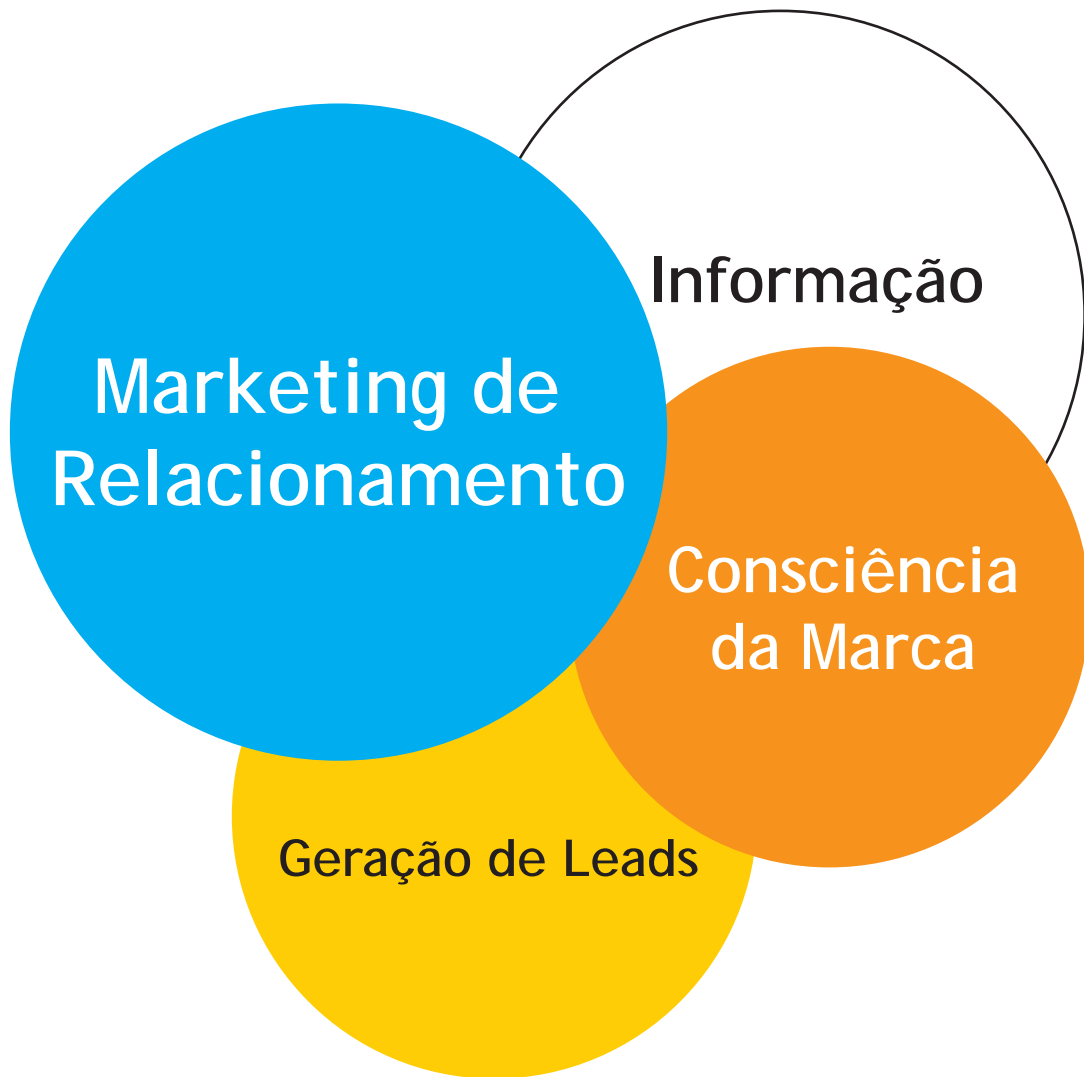 Informação
Marketing de
Relacionamento
Consciência
da Marca
Geração de Leads